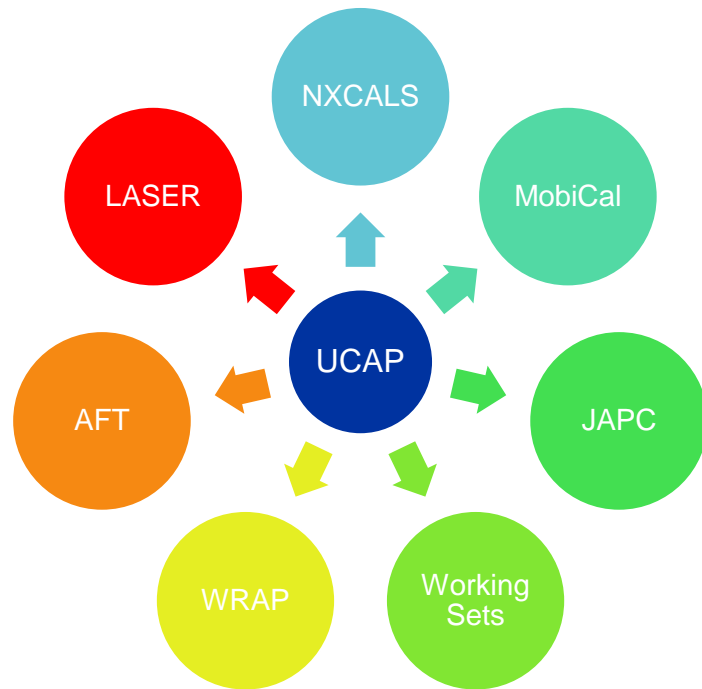 NXCALS
LASER
MobiCal
UCAP
AFT
JAPC
WRAP
Working
Sets